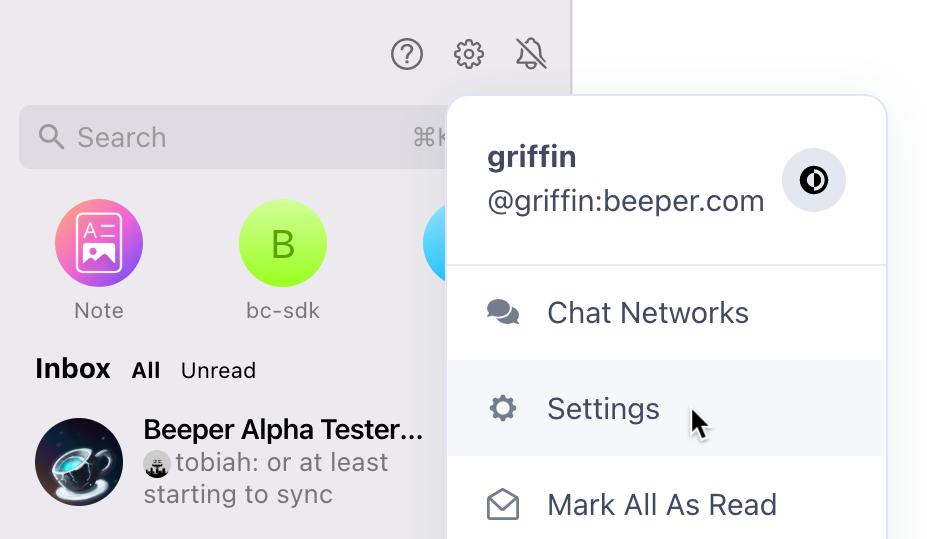 Search
⌘K
griffin
@griffin:beeper.com
A
B
Note
bc-sdk
Chat Networks
Inbox All Unread
Settings
Beeper Alpha Tester...
tobiah: or at least
starting to sync
Mark All As Read